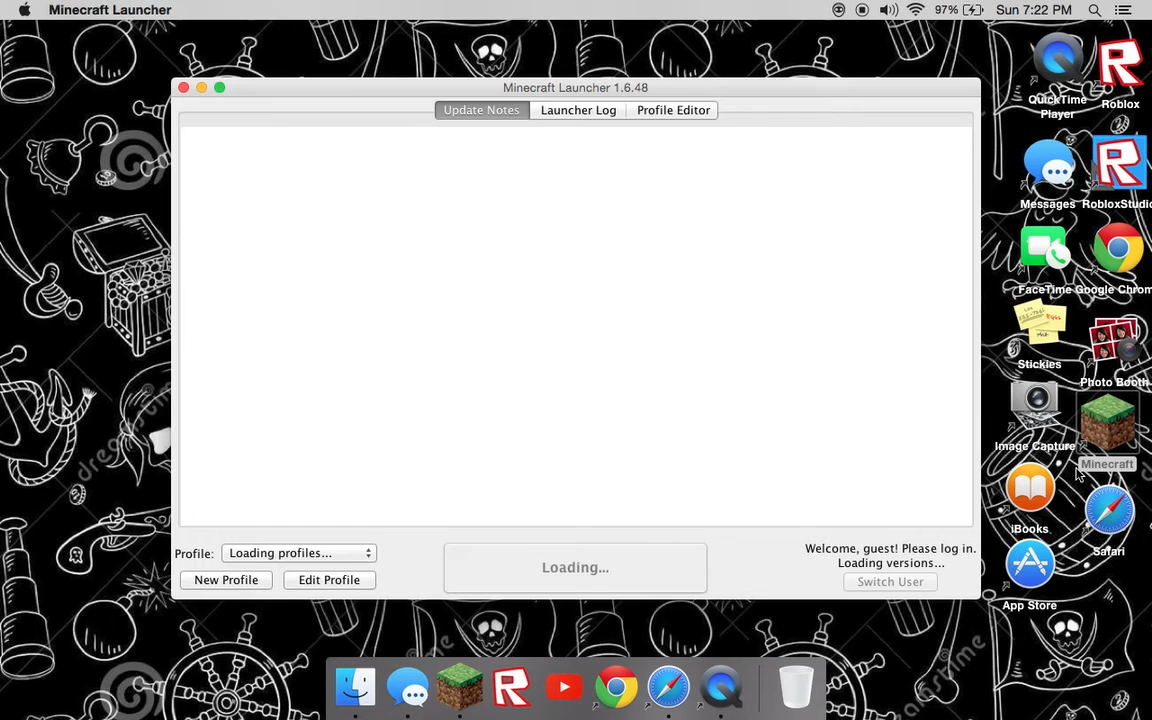 Minecraft Launcher
97%
Sun 7:22 PM
Minecraft Launcher 1.6.48
Update Notes
Launcher Log
Profile Editor
QuickTime
Player
Roblox
Messages
RobloxStudio
FaceTime
Google Chrom
Stickies
Photo Booth
Image Capture
Minecraft
iBooks
Safari
App Store
Profile:
Loading profiles...
New Profile
Edit Profile
Loading...
Welcome, guest! Please log in.
Loading versions...
Switch User
dreamstime